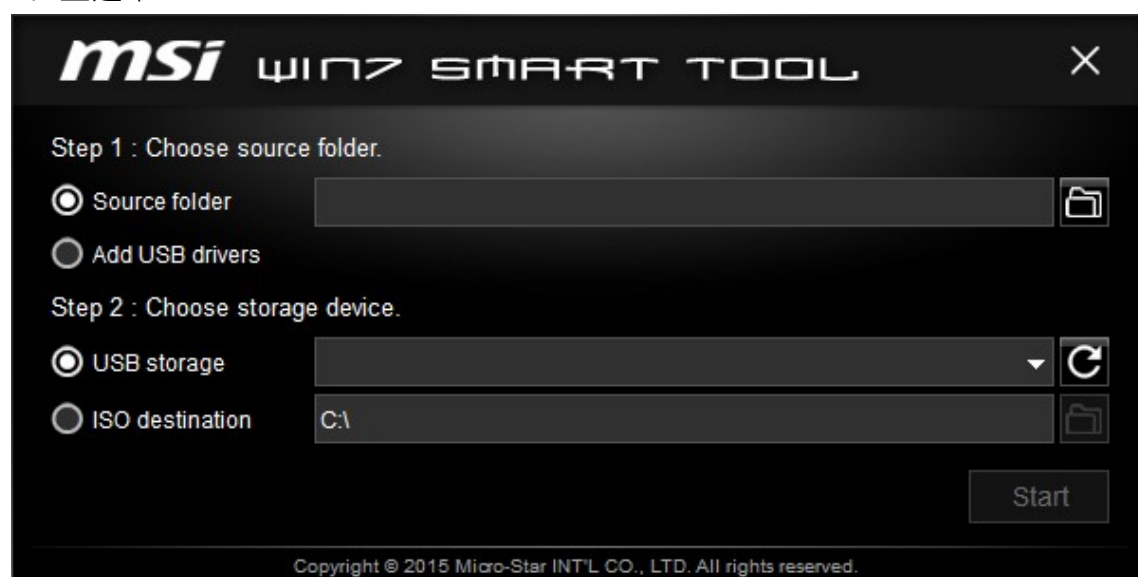 msi WIN7 SMART TOOL
Step 1 : Choose source folder.
Source folder
Add USB drivers
Step 2 : Choose storage device.
USB storage
ISO destination C:\
Start
Copyright © 2015 Micro-Star INT'L CO., LTD. All rights reserved.